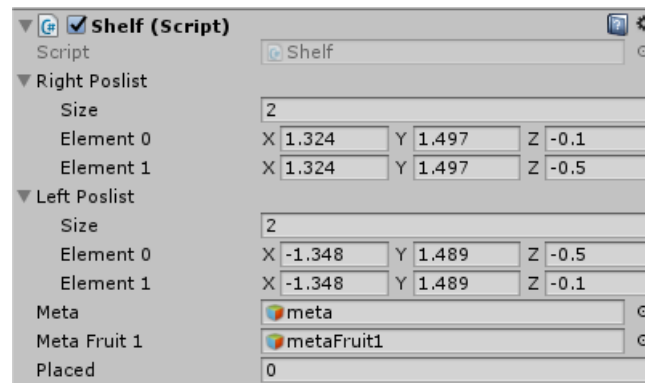 Shelf (Script)
Script Shelf
Right Poslist
Size 2
Element 0 X 1.324 Y 1.497 Z -0.1
Element 1 X 1.324 Y 1.497 Z -0.5
Left Poslist
Size 2
Element 0 X -1.348 Y 1.489 Z -0.5
Element 1 X -1.348 Y 1.489 Z -0.1
Meta meta
Meta Fruit 1 metaFruit1
Placed 0